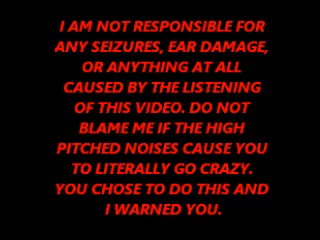 I AM NOT RESPONSIBLE FOR
ANY SEIZURES, EAR DAMAGE,
OR ANYTHING AT ALL
CAUSED BY THE LISTENING
OF THIS VIDEO. DO NOT
BLAME ME IF THE HIGH
PITCHED NOISES CAUSE YOU
TO LITERALLY GO CRAZY.
YOU CHOSE TO DO THIS AND
I WARNED YOU.